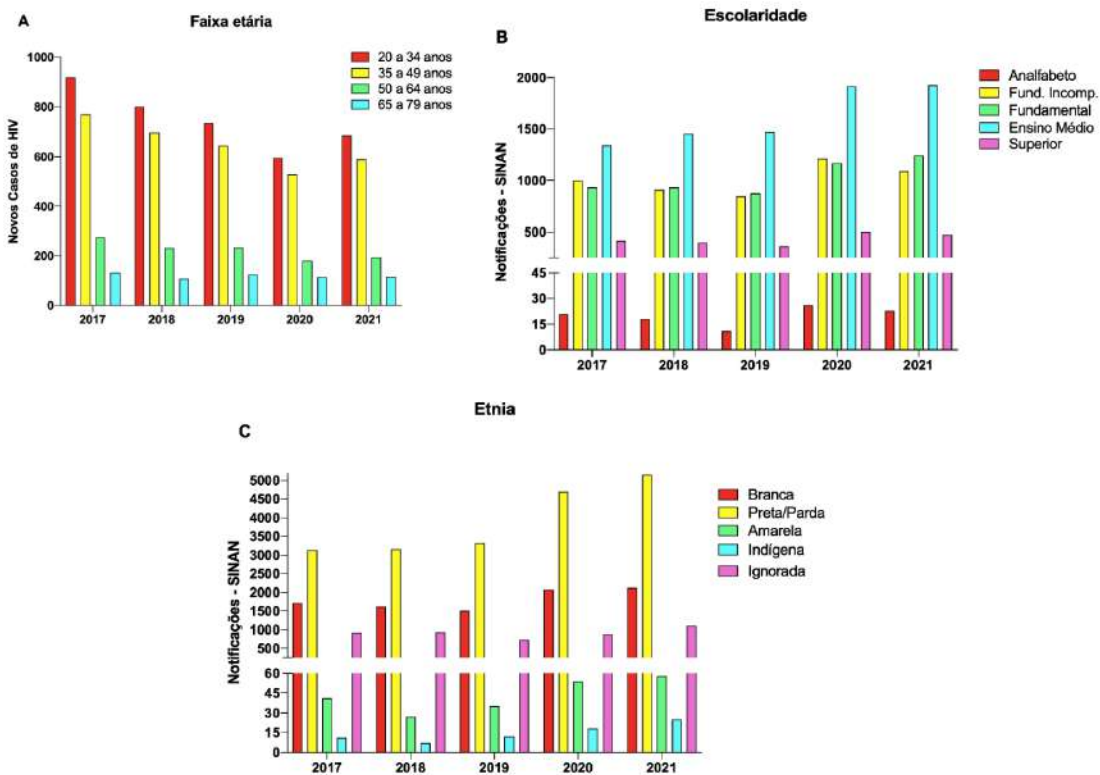 A
Faixa etária
1000
800
600
400
200
0
Novos Casos de HIV
20 a 34 anos
35 a 49 anos
50 a 64 anos
65 a 79 anos
2017 2018 2019 2020 2021
Escolaridade
B
2000
1500
1000
500
45
30
15
0
Notificações - SINAN
Analfabeto
Fund. Incomp.
Fundamental
Ensino Médio
Superior
2017 2018 2019 2020 2021
Etnia
C
5000
4500
4000
3500
3000
2500
2000
1500
1000
500
60
45
30
15
0
Notificações - SINAN
Branca
Preta/Parda
Amarela
Indígena
Ignorada
2017 2018 2019 2020 2021